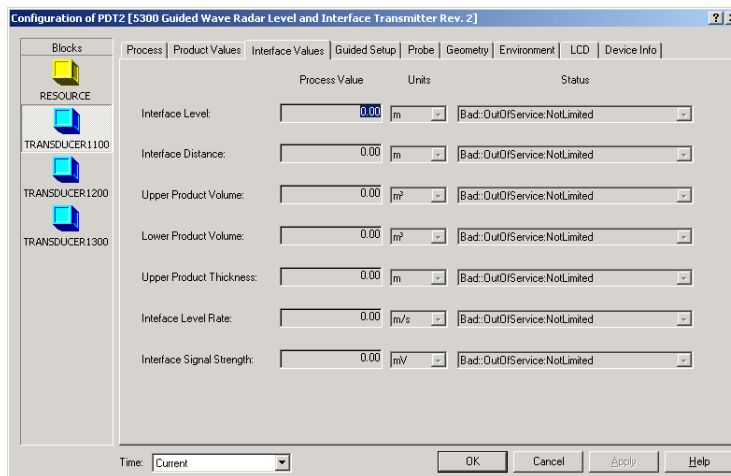 Configuration of PDT2 [5300 Guided Wave Radar Level and Interface Transmitter Rev. 2]
Blocks
RESOURCE
TRANSDUCER1100
TRANSDUCER1200
TRANSDUCER1300
Process Product Values Interface Values Guided Setup Probe Geometry Environment LCD Device Info
Process Value Units Status
Interface Level: 0.00 m Bad::OutOfService:NotLimited
Interface Distance: 0.00 m Bad::OutOfService:NotLimited
Upper Product Volume: 0.00 m³ Bad::OutOfService:NotLimited
Lower Product Volume: 0.00 m³ Bad::OutOfService:NotLimited
Upper Product Thickness: 0.00 m Bad::OutOfService:NotLimited
Inteface Level Rate: 0.00 m/s Bad::OutOfService:NotLimited
Interface Signal Strength: 0.00 mV Bad::OutOfService:NotLimited
Time: Current OK Cancel Apply Help